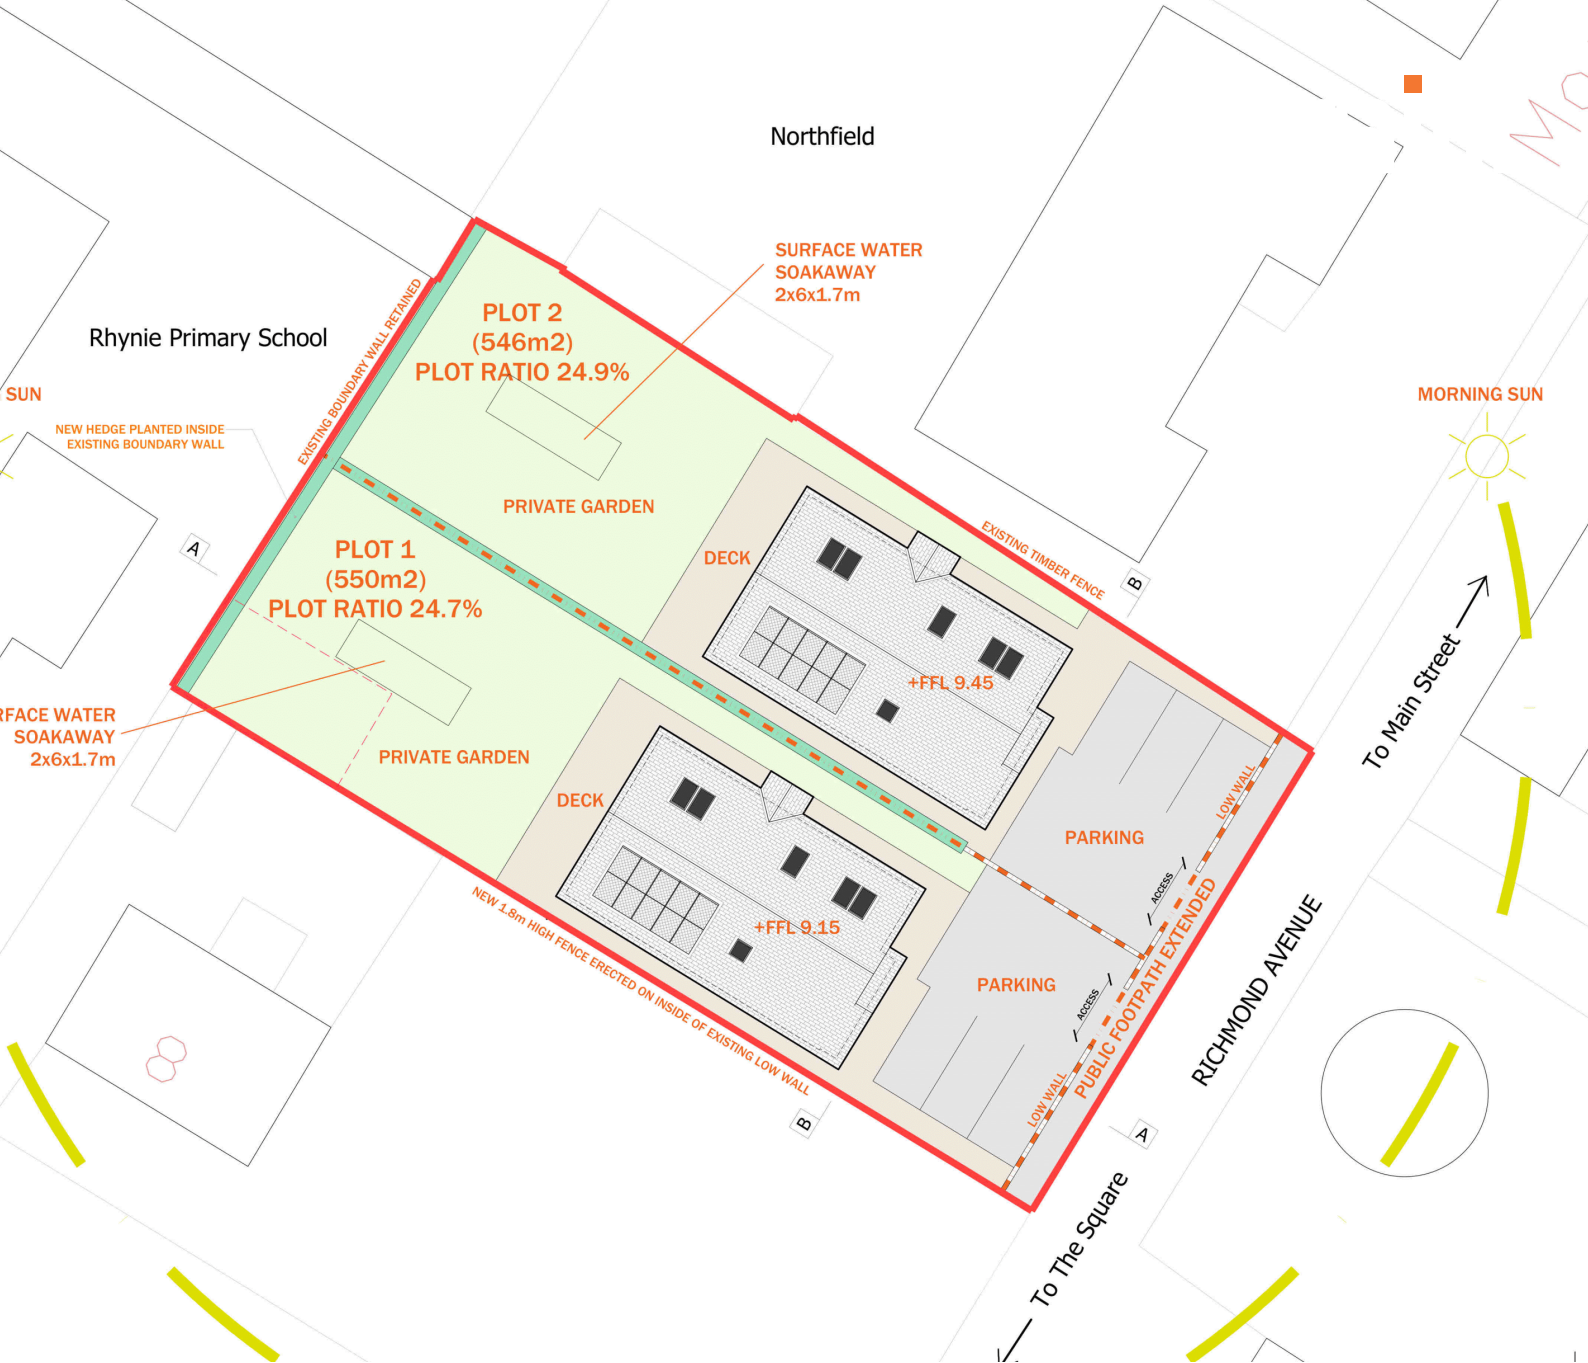 Northfield
Mo
SURFACE WATER
SOAKAWAY
2x6x1.7m
PLOT 2
(546m2)
PLOT RATIO 24.9%
Rhynie Primary School
EXISTING BOUNDARY WALL RETAINED
SUN
MORNING SUN
NEW HEDGE PLANTED INSIDE
EXISTING BOUNDARY WALL
PRIVATE GARDEN
A
PLOT 1
(550m2)
PLOT RATIO 24.7%
DECK
EXISTING TIMBER FENCE
B
+FFL 9.45
To Main Street
RFACE WATER
SOAKAWAY
2x6x1.7m
PRIVATE GARDEN
DECK
LOW WALL
PARKING
ACCESS
+FFL 9.15
NEW 1.8m HIGH FENCE ERECTED ON INSIDE OF EXISTING LOW WALL
PARKING
ACCESS
PUBLIC FOOTPATH EXTENDED
RICHMOND AVENUE
LOW WALL
8
B
A
To The Square